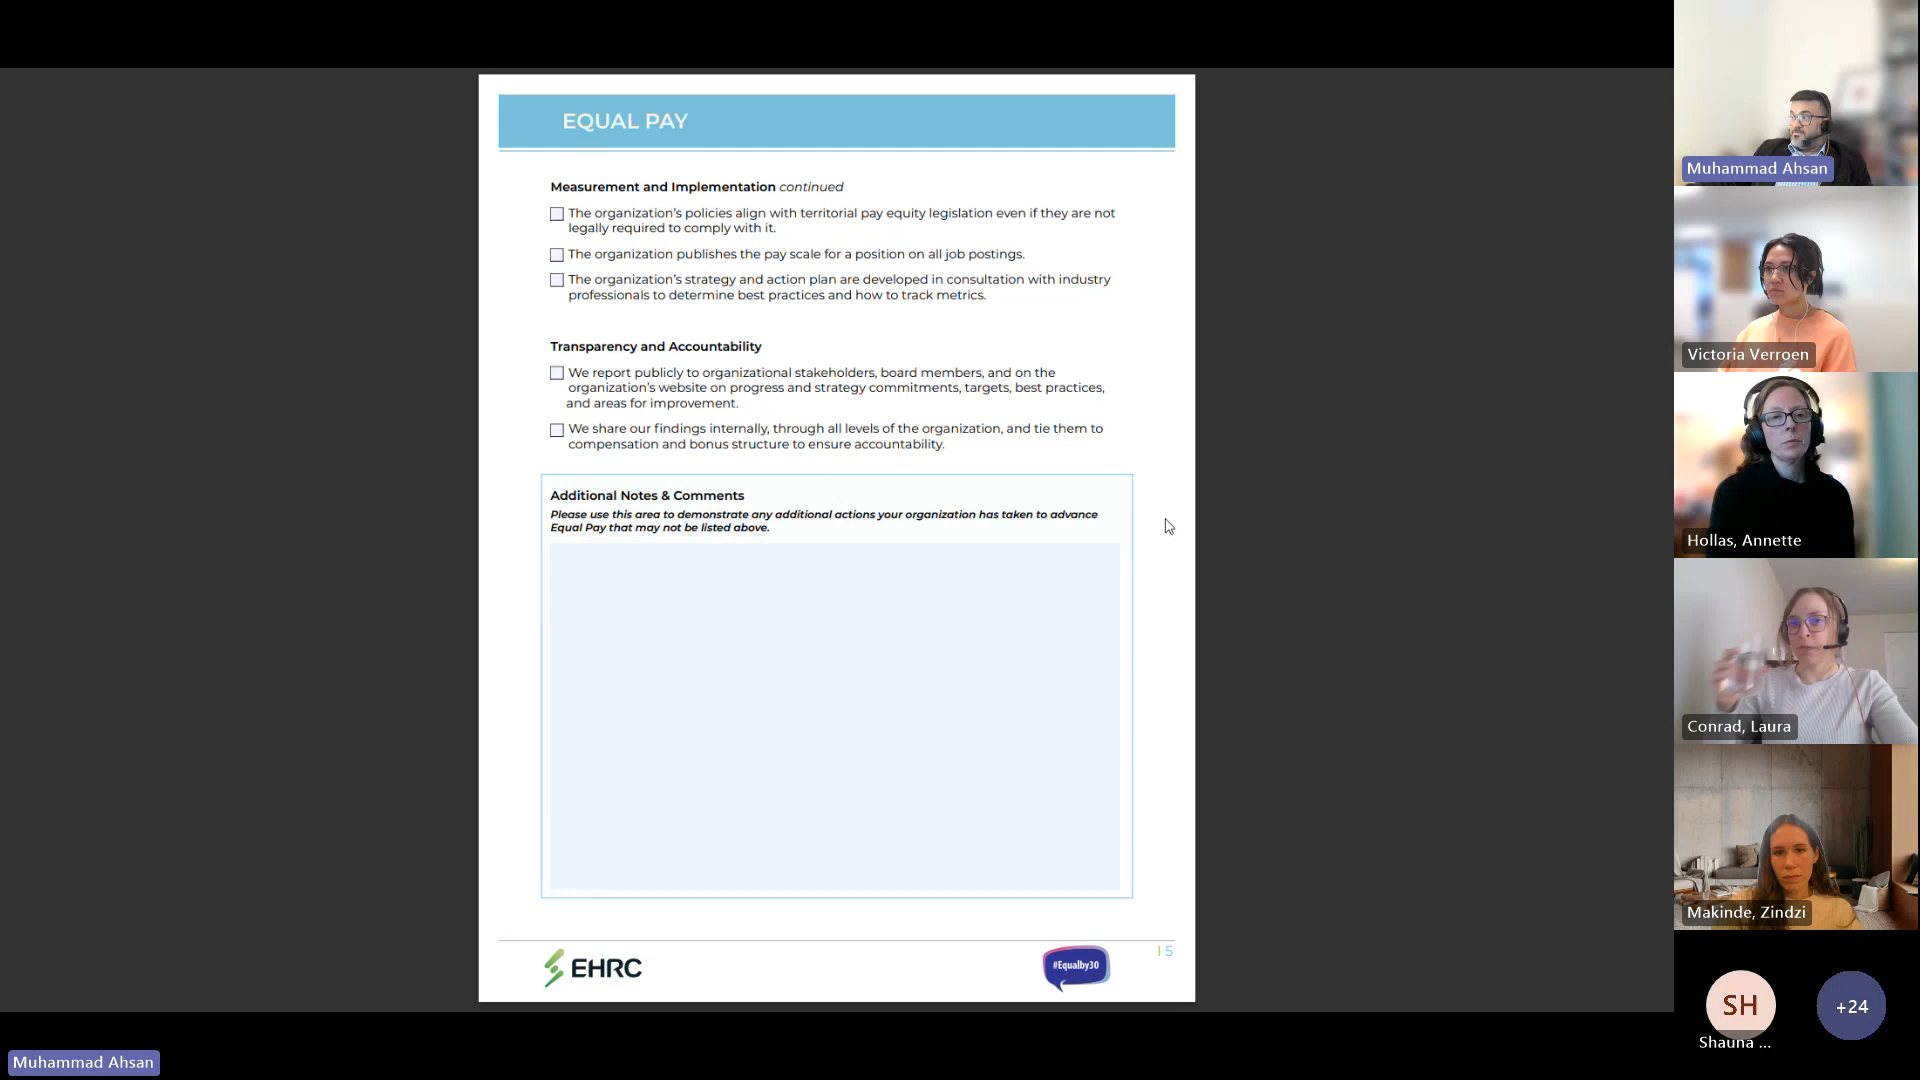 EQUAL PAY
Measurement and Implementation continued
The organization's policies align with territorial pay equity legislation even if they are not
legally required to comply with it.
The organization publishes the pay scale for a position on all job postings.
The organization's strategy and action plan are developed in consultation with industry
professionals to determine best practices and how to track metrics.
Transparency and Accountability
We report publicly to organizational stakeholders, board members, and on the
organization's website on progress and strategy commitments, targets, best practices,
and areas for improvement.
We share our findings internally, through all levels of the organization, and tie them to
compensation and bonus structure to ensure accountability.
Additional Notes & Comments
Please use this area to demonstrate any additional actions your organization has taken to advance
Equal Pay that may not be listed above.
EHRC
#Equalby30
| 5
Muhammad Ahsan
Victoria Verroen
Hollas, Annette
Conrad, Laura
Makinde, Zindzi
SH
+24
Shauna ...
Muhammad Ahsan